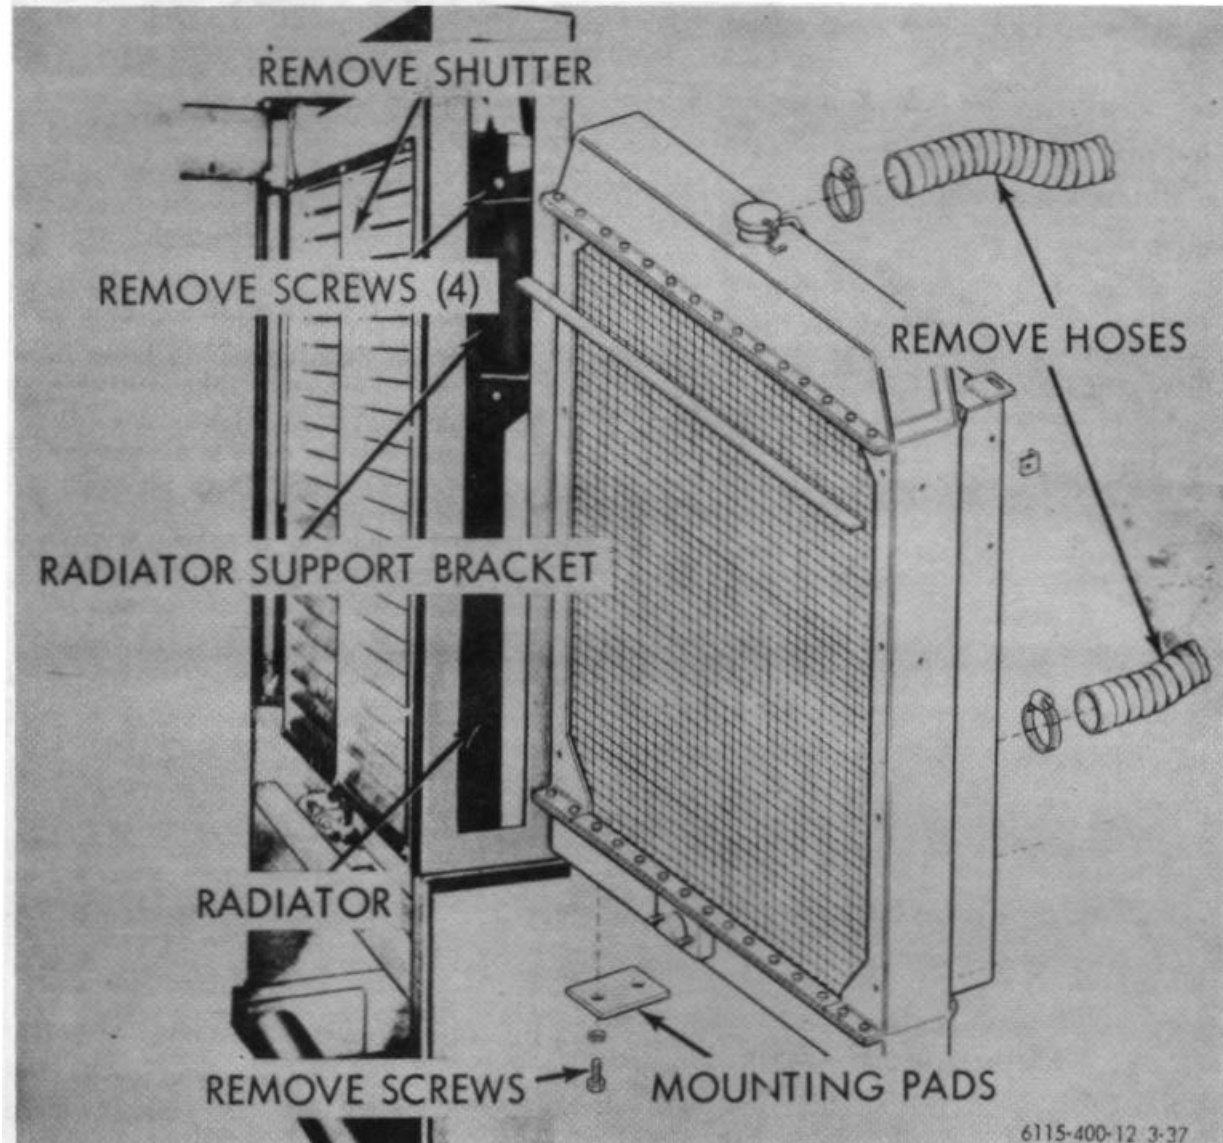 REMOVE SHUTTER
REMOVE SCREWS (4)
REMOVE HOSES
RADIATOR SUPPORT BRACKET
RADIATOR
REMOVE SCREWS
MOUNTING PADS
6115-400-12 3-37